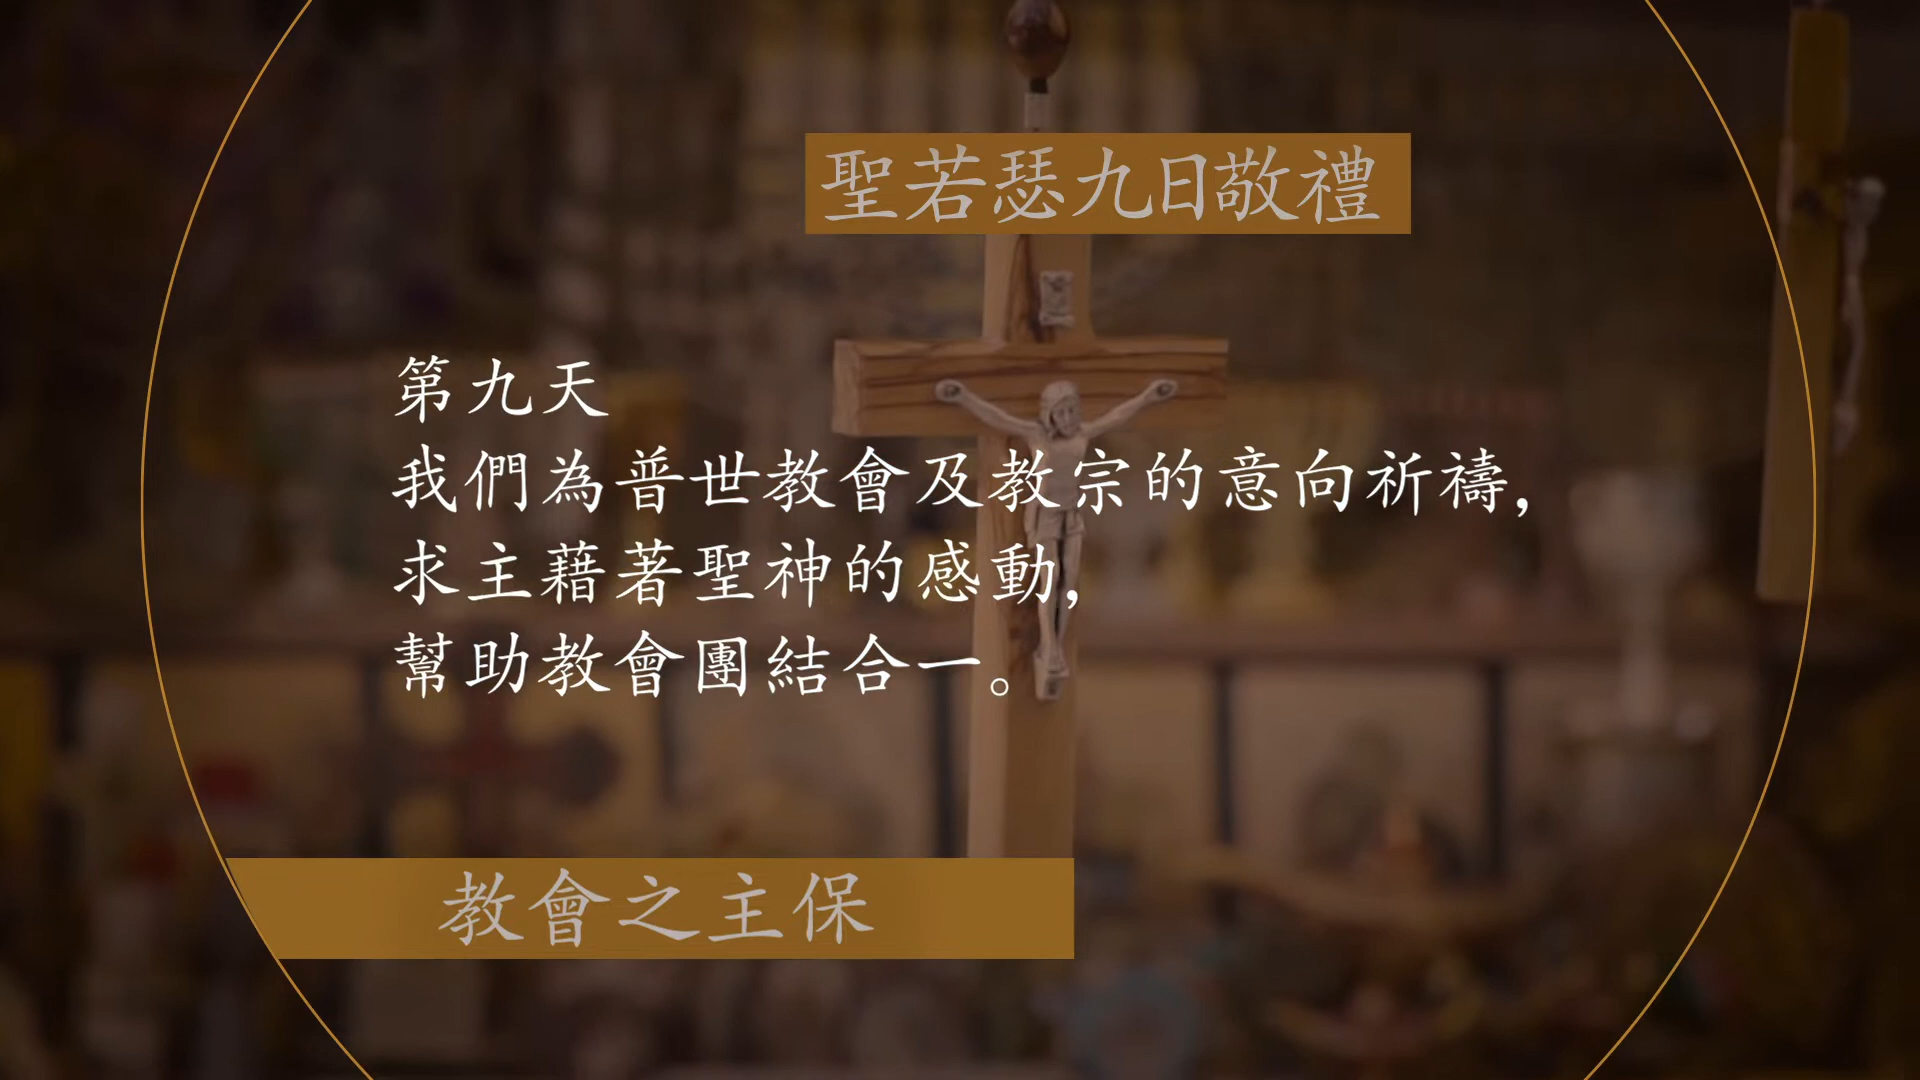 聖若瑟九日敬禮
第九天
我們為普世教會及教宗的意向祈禱,
求主藉著聖神的感動,
幫助教會團結合一。
教會之主保